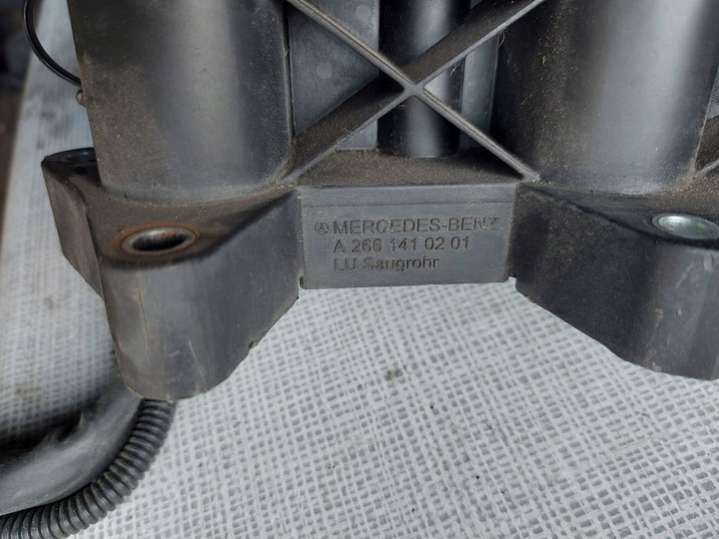 MERCEDES-BENZ
A 266 141 02 01
LU Saugrohr